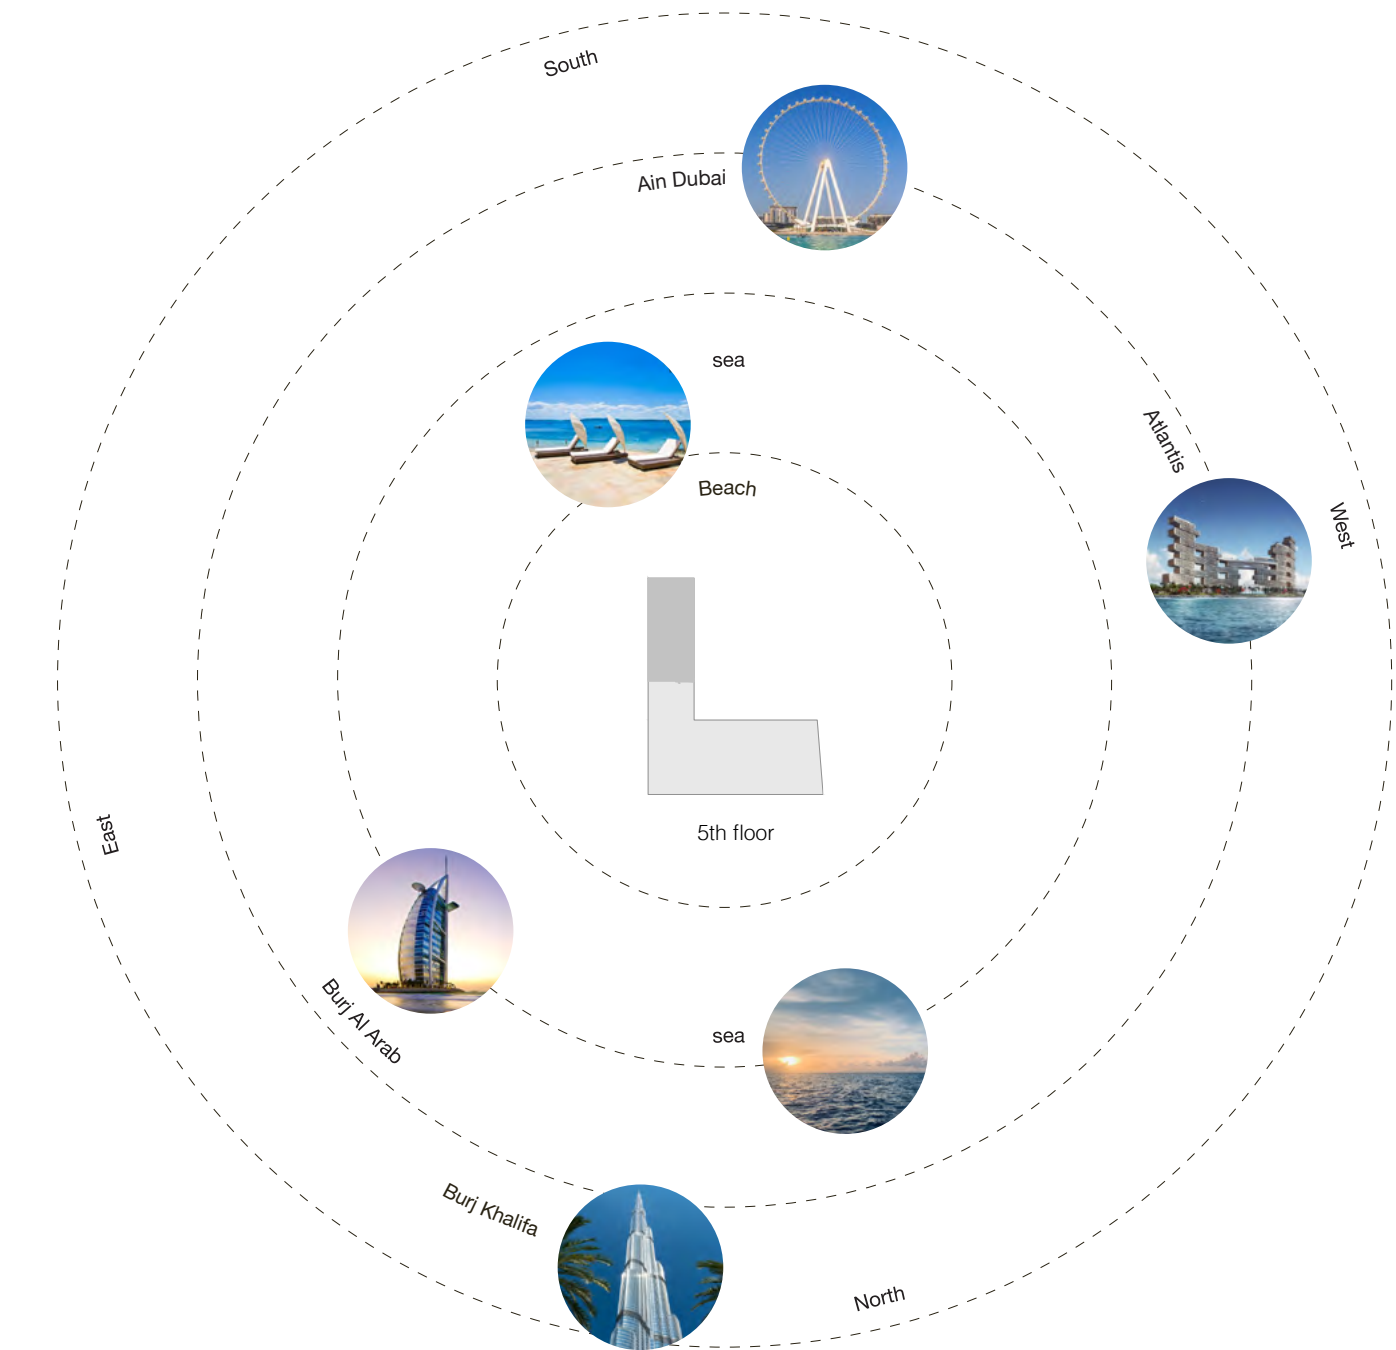 South
Ain Dubai
sea
Atlantis
Beach
West
5th floor
East
Burj Al Arab
sea
Burj Khalifa
North